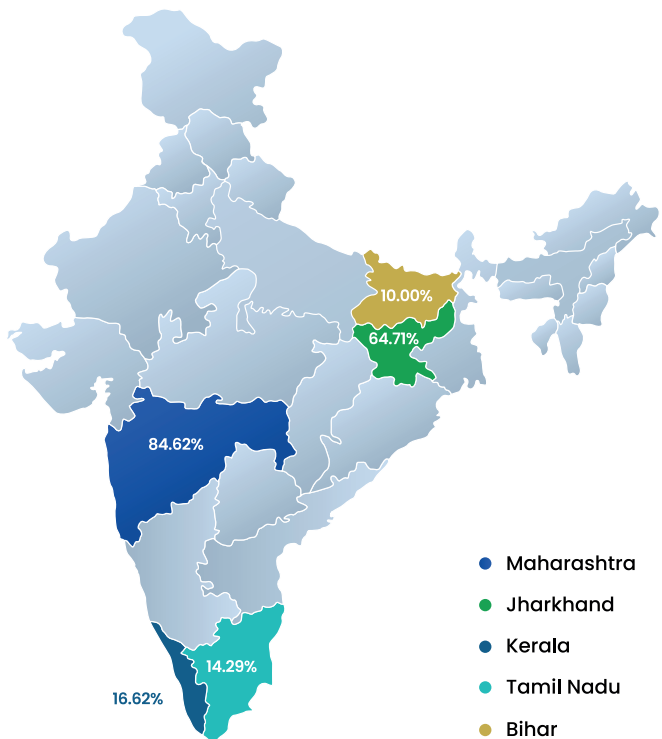 10.00%
64.71%
84.62%
14.29%
16.62%
Maharashtra
Jharkhand
Kerala
Tamil Nadu
Bihar